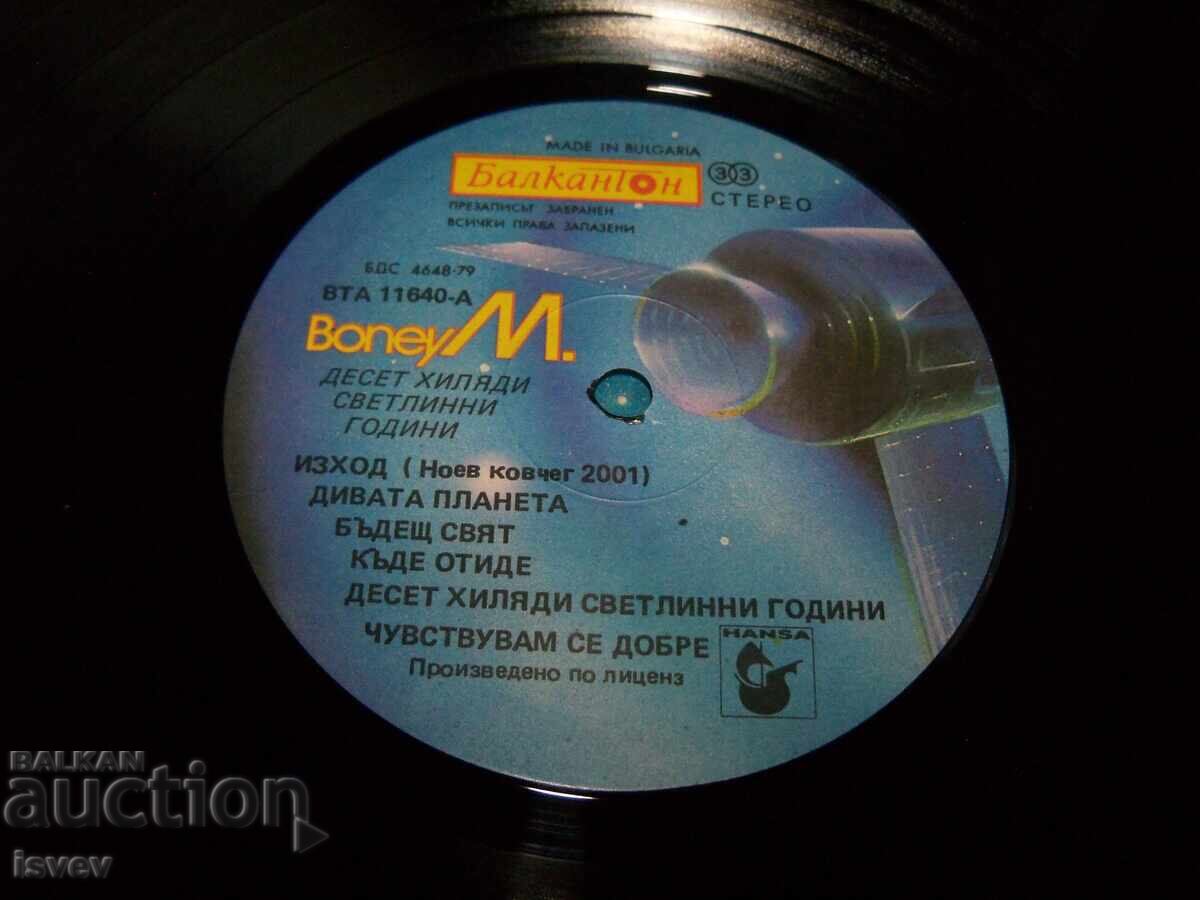 MADE IN BULGARIA
Балкантон
33
СТЕРЕО
ПРЕЗАПИСЪТ ЗАБРАНЕН
ВСИЧКИ ПРАВА ЗАПАЗЕНИ
БДС 4648-79
ВТА 11640-А
Boney M.
ДЕСЕТ ХИЛЯДИ
СВЕТЛИННИ
ГОДИНИ
ИЗХОД ( Ноев ковчег 2001)
ДИВАТА ПЛАНЕТА
БЪДЕЩ СВЯТ
КЪДЕ ОТИДЕ
ДЕСЕТ ХИЛЯДИ СВЕТЛИННИ ГОДИНИ
ЧУВСТВУВАМ СЕ ДОБРЕ
HANSA
Произведено по лиценз
BALKAN
auction
isvev